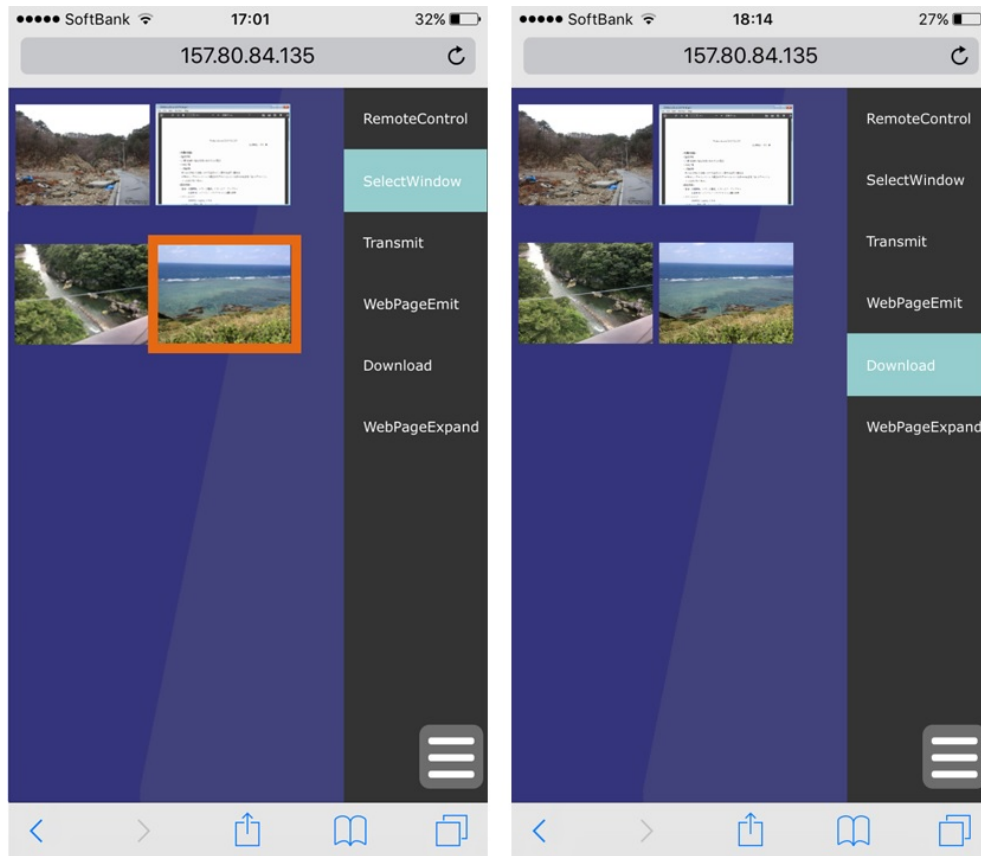 SoftBank 17:01 32%
157.80.84.135
RemoteControl
SelectWindow
Transmit
WebPageEmit
Download
WebPageExpand
SoftBank 18:14 27%
157.80.84.135
RemoteControl
SelectWindow
Transmit
WebPageEmit
Download
WebPageExpand